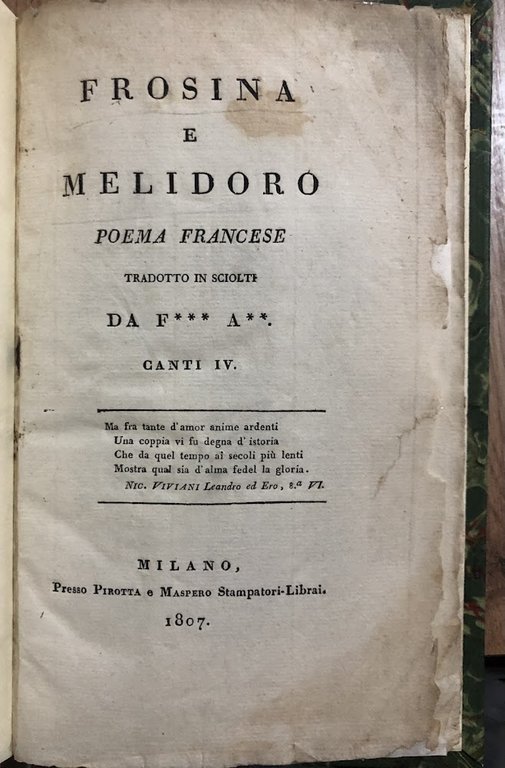 FROSINA
E
MELIDORO
POEMA FRANCESE
TRADOTTO IN SCIOLTI
DA F*** A**.
CANTI IV.
Ma fra tante d'amor anime ardenti
Una coppia vi fu degna d'istoria
Che da quel tempo ai secoli più lenti
Mostra qual sia d'alma fedel la gloria.
NIC. VIVIANI Leandro ed Ero, 8.ª VI.
MILANO,
Presso PIROTTA e MASPERO Stampatori-Librai.
1807.